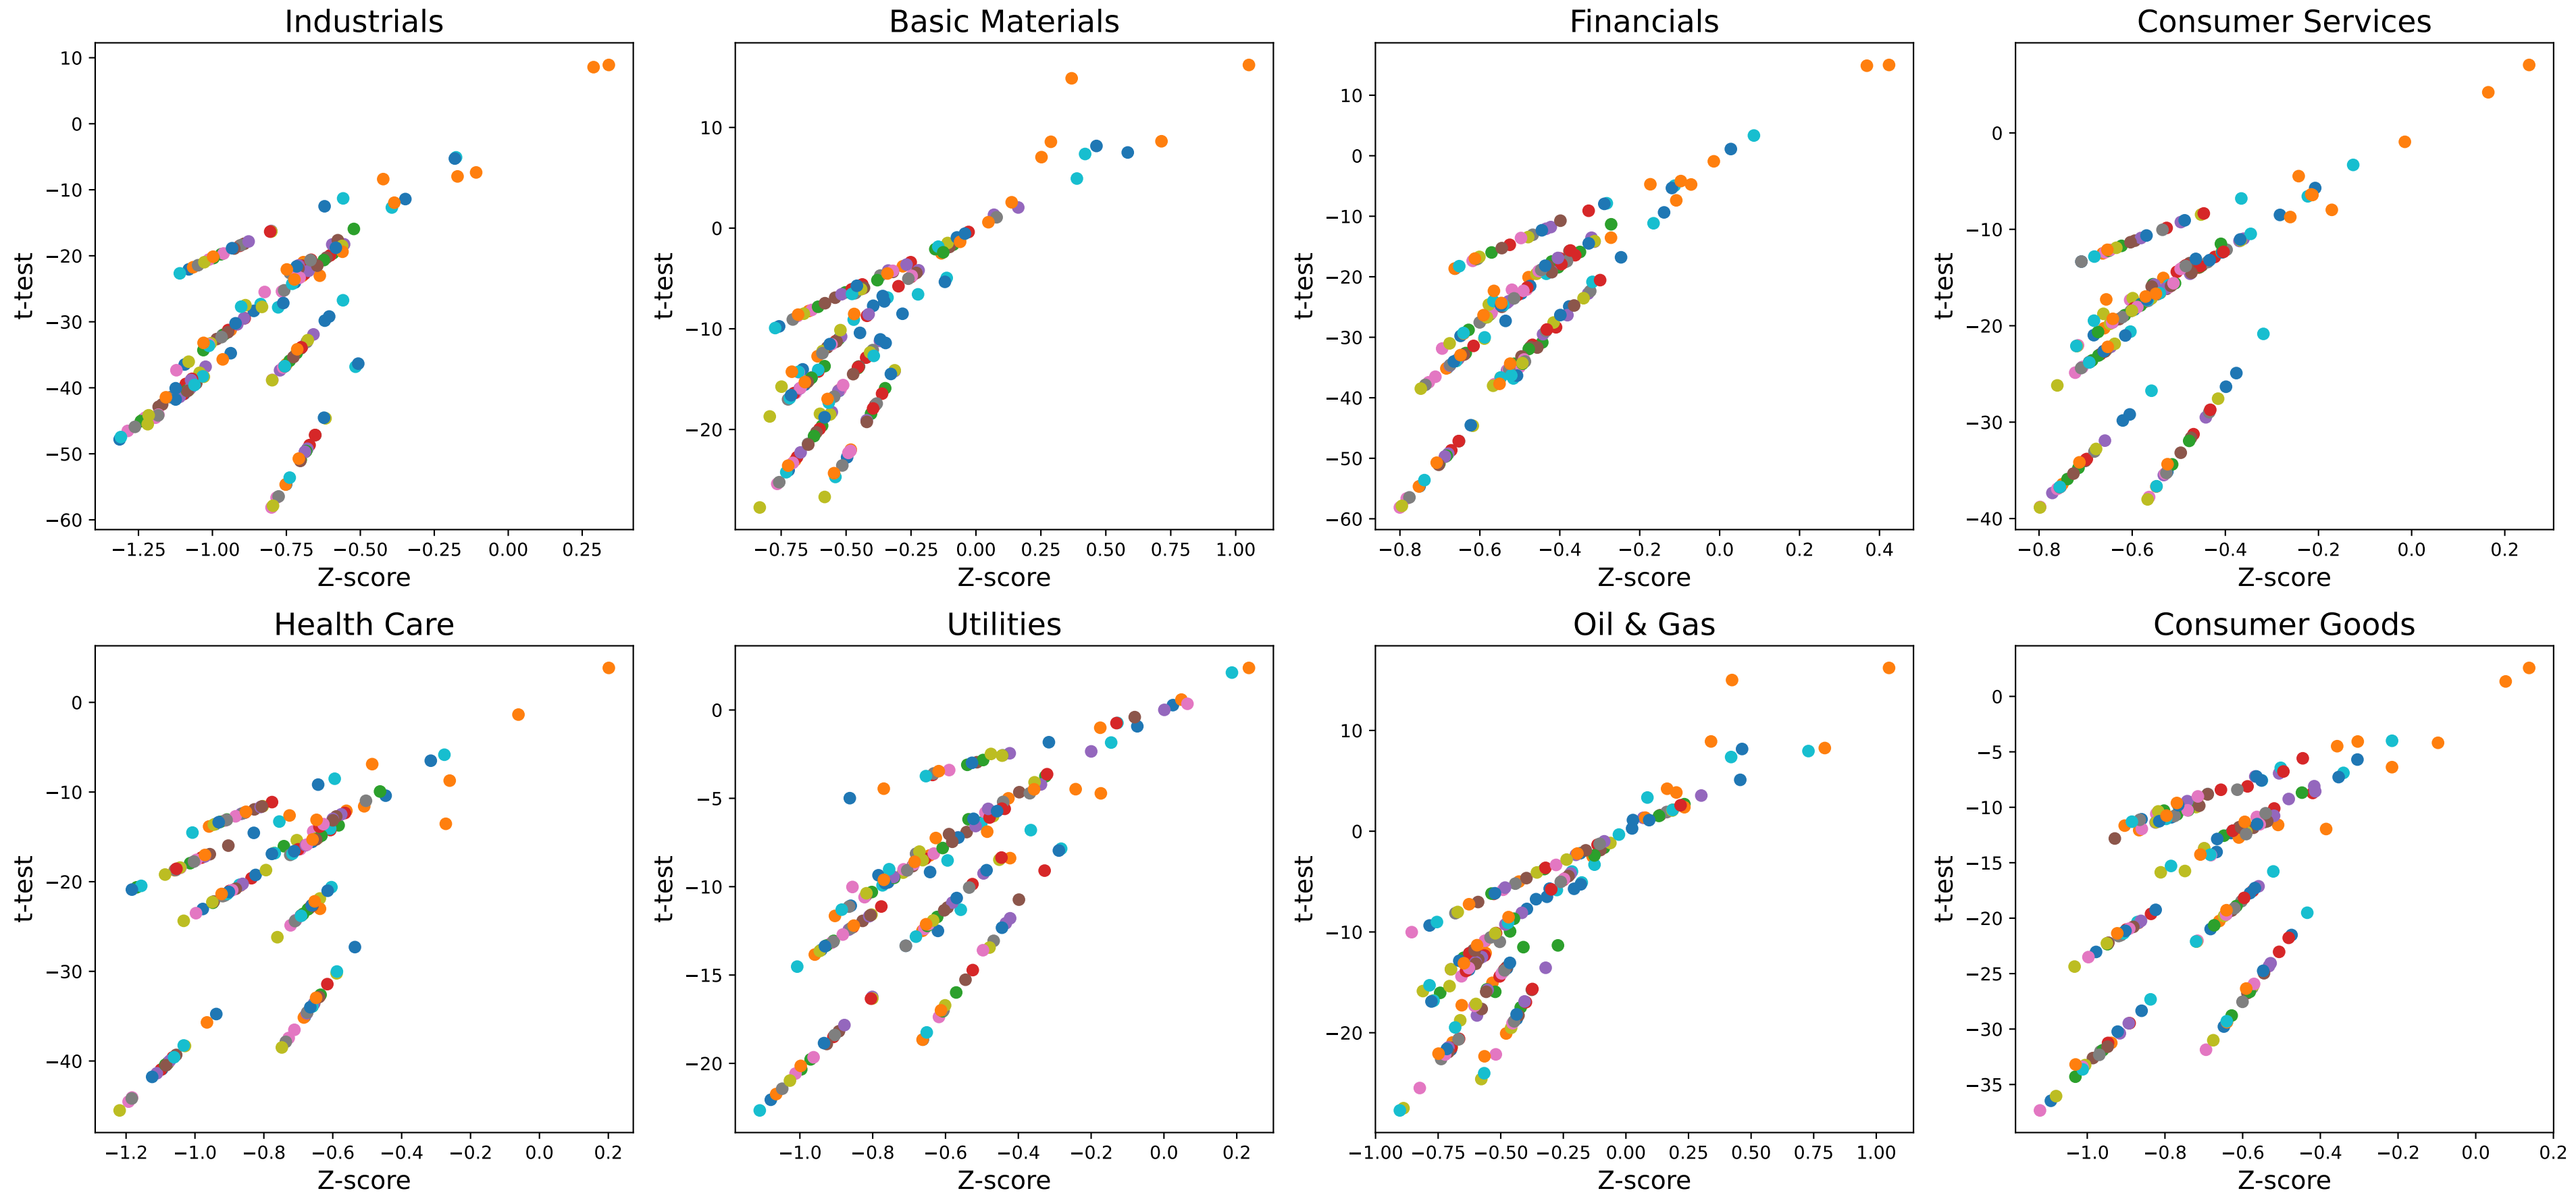 Industrials
10
0
−10
−20
−30
−40
−50
−60
t-test
−1.25 −1.00 −0.75 −0.50 −0.25 0.00 0.25
Z-score
Basic Materials
10
0
−10
−20
t-test
−0.75 −0.50 −0.25 0.00 0.25 0.50 0.75 1.00
Z-score
Financials
10
0
−10
−20
−30
−40
−50
−60
t-test
−0.8 −0.6 −0.4 −0.2 0.0 0.2 0.4
Z-score
Consumer Services
0
−10
−20
−30
−40
t-test
−0.8 −0.6 −0.4 −0.2 0.0 0.2
Z-score
Health Care
0
−10
−20
−30
−40
t-test
−1.2 −1.0 −0.8 −0.6 −0.4 −0.2 0.0 0.2
Z-score
Utilities
0
−5
−10
−15
−20
t-test
−1.0 −0.8 −0.6 −0.4 −0.2 0.0 0.2
Z-score
Oil & Gas
10
0
−10
−20
t-test
−1.00 −0.75 −0.50 −0.25 0.00 0.25 0.50 0.75 1.00
Z-score
Consumer Goods
0
−5
−10
−15
−20
−25
−30
−35
t-test
−1.0 −0.8 −0.6 −0.4 −0.2 0.0 0.2
Z-score